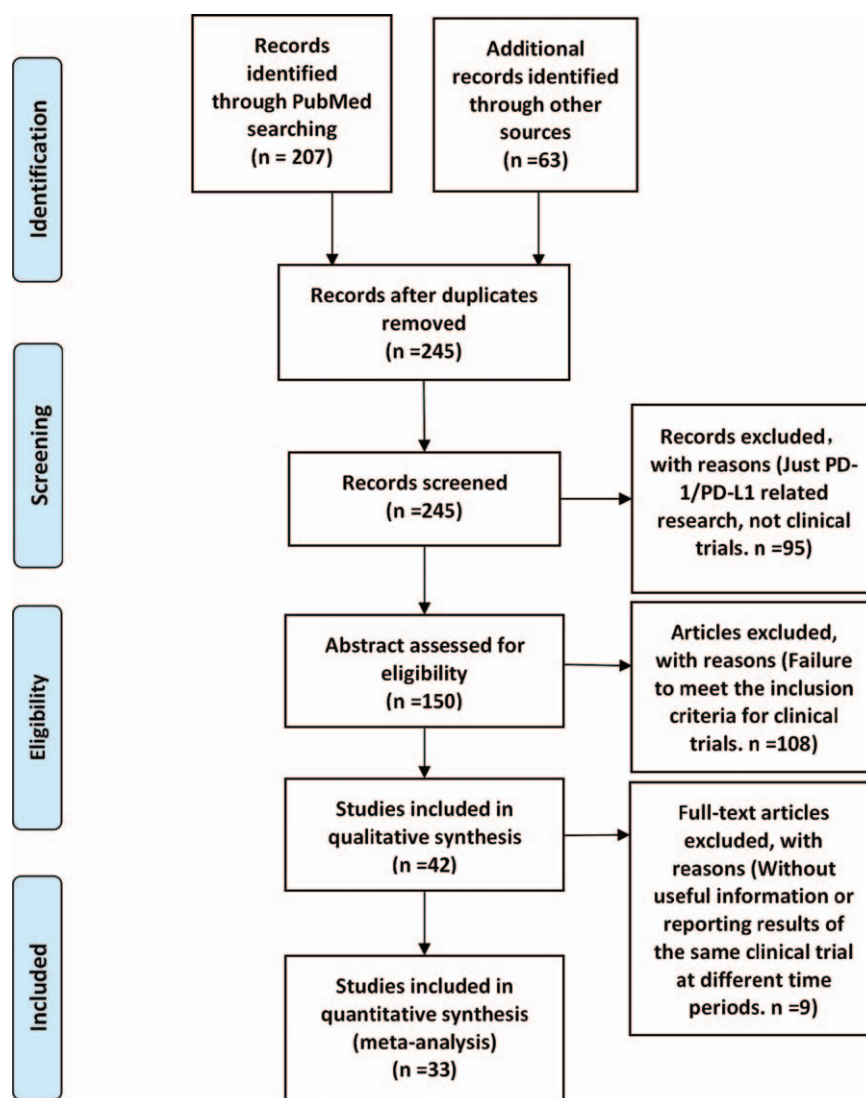 Identification
Records
identified
through PubMed
searching
(n = 207)
Additional
records identified
through other
sources
(n =63)
Records after duplicates
removed
(n =245)
Screening
Records screened
(n =245)
Records excluded，
with reasons (Just PD-
1/PD-L1 related
research, not clinical
trials. n =95)
Eligibility
Abstract assessed for
eligibility
(n =150)
Articles excluded,
with reasons (Failure
to meet the inclusion
criteria for clinical
trials. n =108)
Studies included in
qualitative synthesis
(n =42)
Full-text articles
excluded, with
reasons (Without
useful information or
reporting results of
the same clinical trial
at different time
periods. n =9)
Included
Studies included in
quantitative synthesis
(meta-analysis)
(n =33)